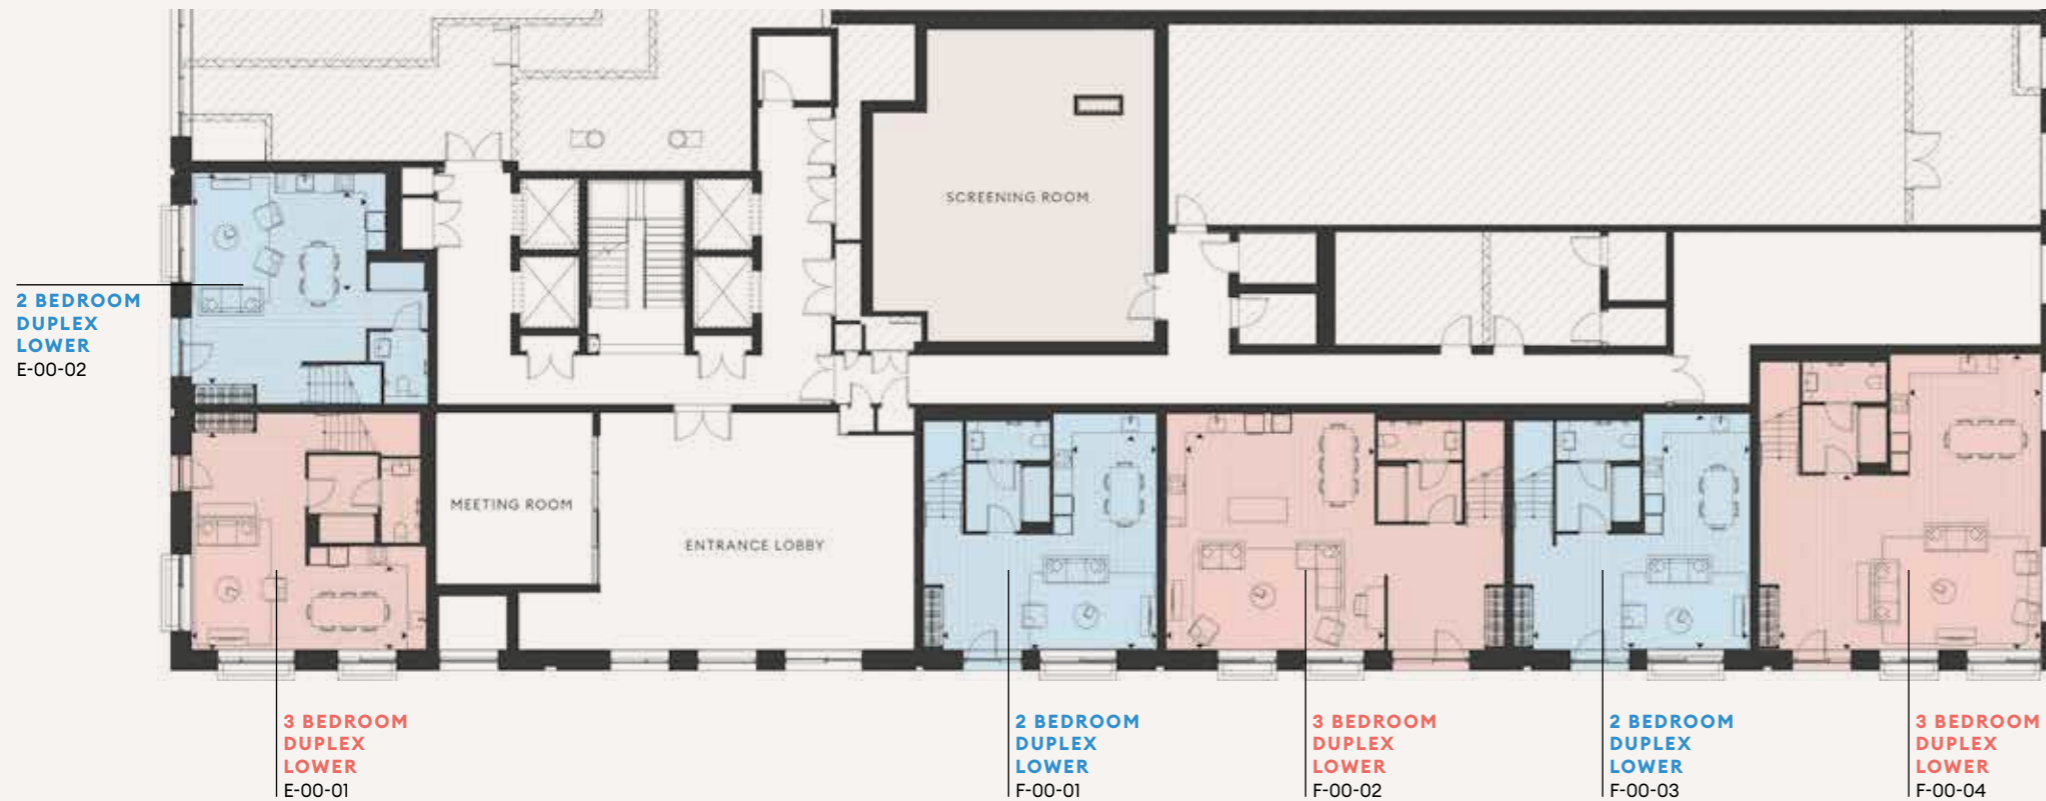 SCREENING ROOM
2 BEDROOM
DUPLEX
LOWER
E-00-02
MEETING ROOM
ENTRANCE LOBBY
3 BEDROOM
DUPLEX
LOWER
E-00-01
2 BEDROOM
DUPLEX
LOWER
F-00-01
3 BEDROOM
DUPLEX
LOWER
F-00-02
2 BEDROOM
DUPLEX
LOWER
F-00-03
3 BEDROOM
DUPLEX
LOWER
F-00-04